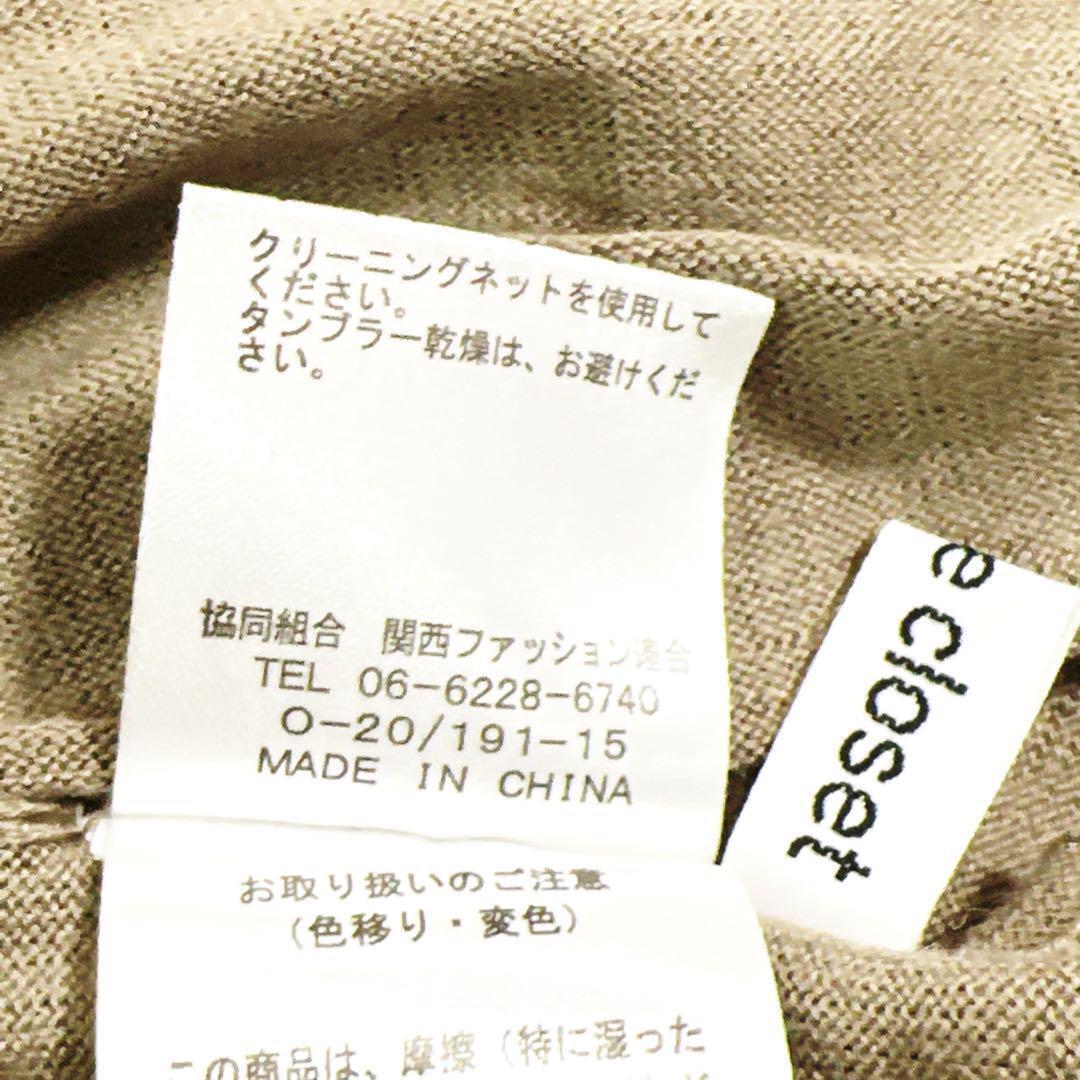 クリーニングネットを使用して
ください。
タンブラー乾燥は、お避けくだ
さい。
協同組合 関西ファッション連合
TEL 06-6228-6740
O-20/191-15
MADE IN CHINA
お取り扱いのご注意
(色移り・変色)
この商品は、摩擦(特に湿った
e closet